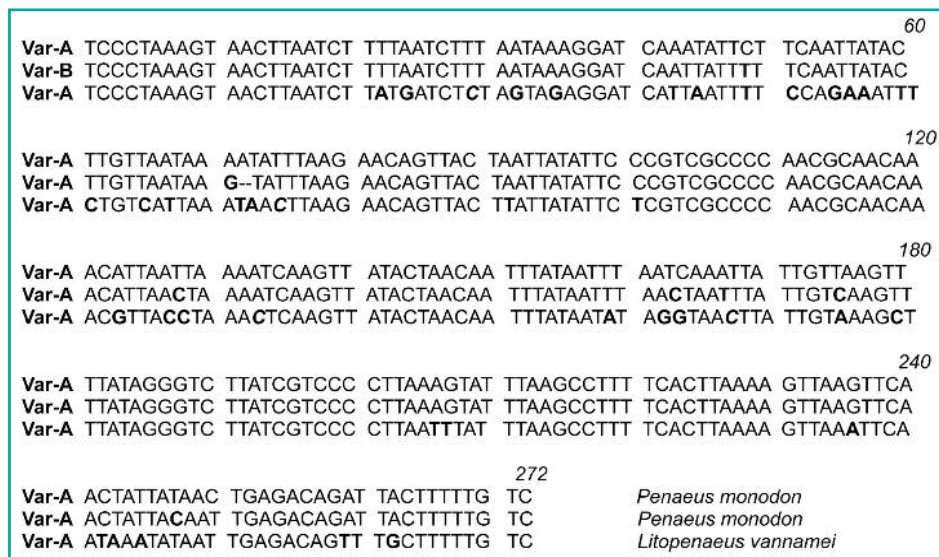 60
Var-A TCCCTAAAGT AACTTAATCT TTTAATCTTT AATAAAGGAT CAAATATTCT TCAATTATAC
Var-B TCCCTAAAGT AACTTAATCT TTTAATCTTT AATAAAGGAT CAATTATTTT TCAATTATAC
Var-A TCCCTAAAGT AACTTAATCT TATGATCTCT AGTAGAGGAT CATTAATTTT CCAGAAATTT
120
Var-A TTGTTAATAA AATATTTAAG AACAGTTACT TAATTATATTC CCGTCGCCCC AACGCAACAA
Var-A TTGTTAATAA G--TATTTAAG AACAGTTACT TAATTATATTC CCGTCGCCCC AACGCAACAA
Var-A CTGTCATTAA ATAACTTAAG AACAGTTACT TTATTATATTC TCGTCGCCCC AACGCAACAA
180
Var-A ACATTAATTA AAATCAAGTT ATACTAACAA TTTATAATTT AATCAAATTA TTGTTAAGTT
Var-A ACATTAACTA AAATCAAGTT ATACTAACAA TTTATAATTT AACTAATTTA TTGTCAAGTT
Var-A ACGTTACCTA AACTCAAGTT ATACTAACAA TTTATAATAT AGGTAACTTA TTGTAAAGCT
240
Var-A TTATAGGGTC TTATCGTCCC CTTAAAGTAT TTAAGCCTTT TCACTTAAAA GTTAAGTTCA
Var-A TTATAGGGTC TTATCGTCCC CTTAAAGTAT TTAAGCCTTT TCACTTAAAA GTTAAGTTCA
Var-A TTATAGGGTC TTATCGTCCC CTTAATTTAT TTAAGCCTTT TCACTTAAAA GTTAAAATTCA
272
Var-A ACTATTATAAC TGAGACAGAT TACTTTTTG TC Penaeus monodon
Var-A ACTATTACAAT TGAGACAGAT TACTTTTTG TC Penaeus monodon
Var-A ATAAATATAAT TGAGACAGTT TGCTTTTTG TC Litopenaeus vannamei